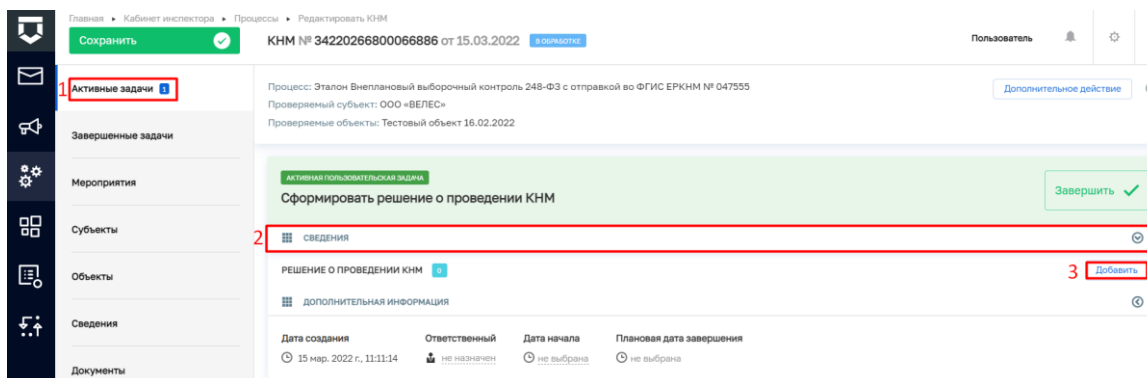 Главная ▸ Кабинет инспектора ▸ Процессы ▸ Редактировать КНМ
Сохранить
КНМ № 34220266800066886 от 15.03.2022 В ОБРАБОТКЕ
Пользователь
1 Активные задачи 1
Завершенные задачи
Мероприятия
Субъекты
Объекты
Сведения
Документы
Процесс: Эталон Внеплановый выборочный контроль 248-ФЗ с отправкой во ФГИС ЕРКНМ № 047555
Проверяемый субъект: ООО «ВЕЛЕС»
Проверяемые объекты: Тестовый объект 16.02.2022
Дополнительное действие
АКТИВНАЯ ПОЛЬЗОВАТЕЛЬСКАЯ ЗАДАЧА
Сформировать решение о проведении КНМ
Завершить
2 СВЕДЕНИЯ
РЕШЕНИЕ О ПРОВЕДЕНИИ КНМ 0
3 Добавить
ДОПОЛНИТЕЛЬНАЯ ИНФОРМАЦИЯ
Дата создания Ответственный Дата начала Плановая дата завершения
15 мар. 2022 г., 11:11:14 не назначен не выбрана не выбрана